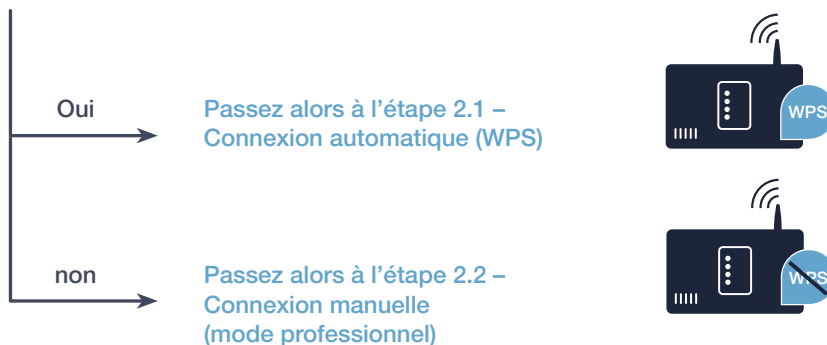 Oui
Passez alors à l’étape 2.1 –
Connexion automatique (WPS)
WPS
non
Passez alors à l’étape 2.2 –
Connexion manuelle
(mode professionnel)
WPS